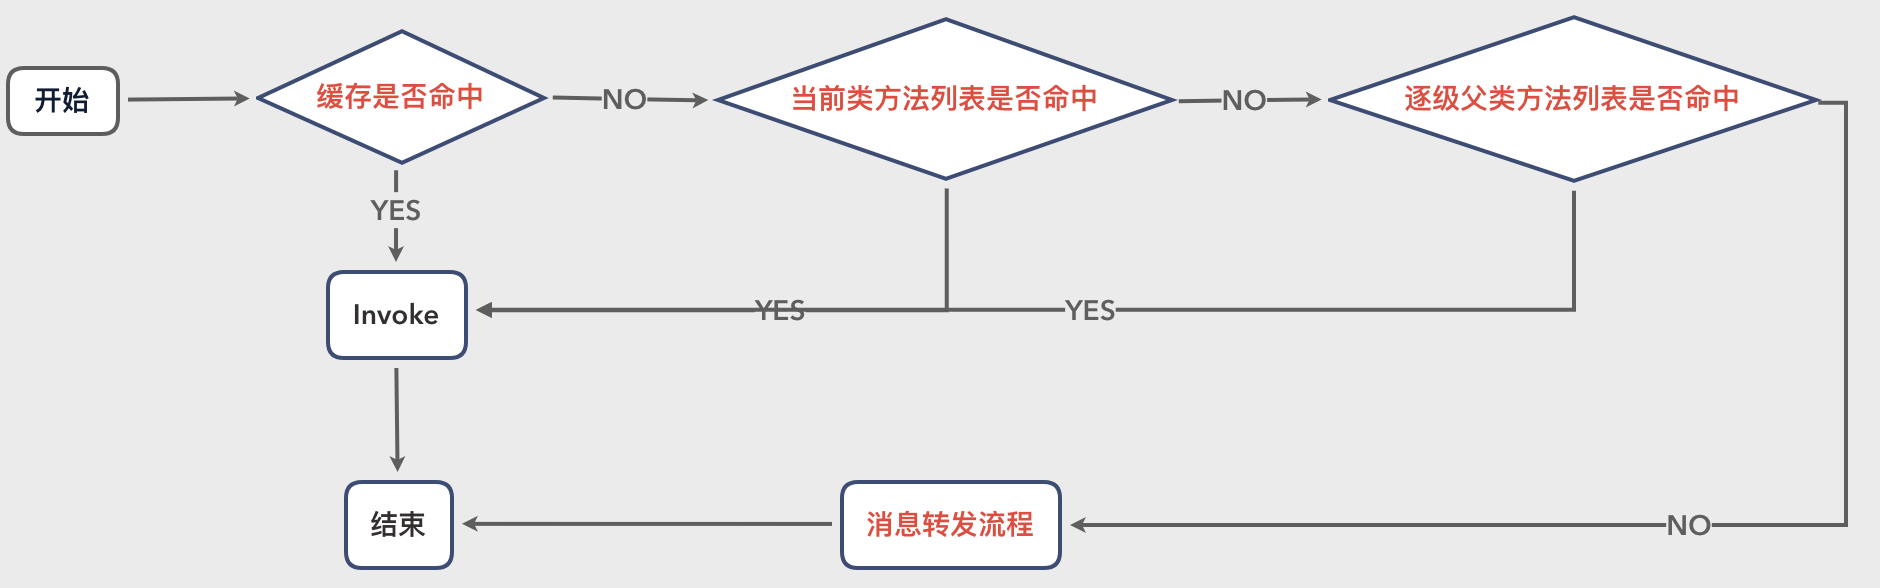 开始
缓存是否命中
NO
当前类方法列表是否命中
NO
逐级父类方法列表是否命中
YES
Invoke
YES
YES
结束
消息转发流程
NO